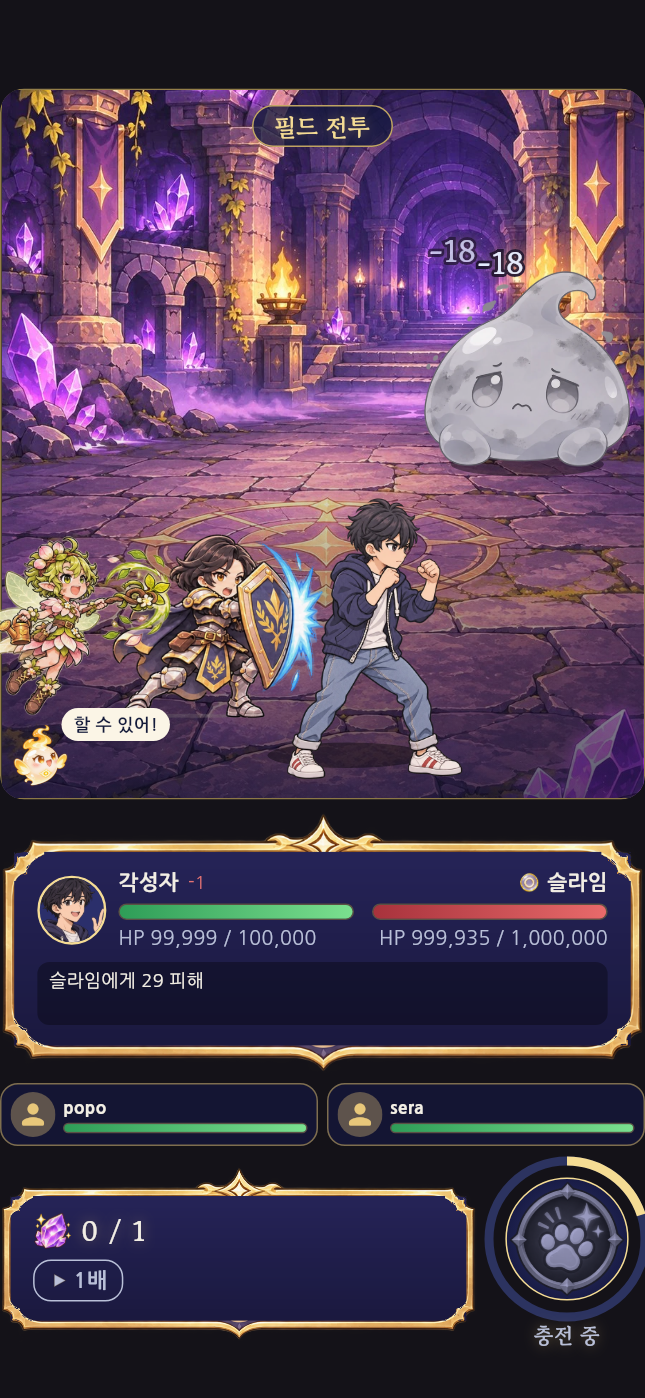 필드 전투
-29
-18
-18
할 수 있어!
각성자 -1
슬라임
HP 99,999 / 100,000
HP 999,935 / 1,000,000
슬라임에게 29 피해
popo
sera
0 / 1
▶ 1배
충전 중